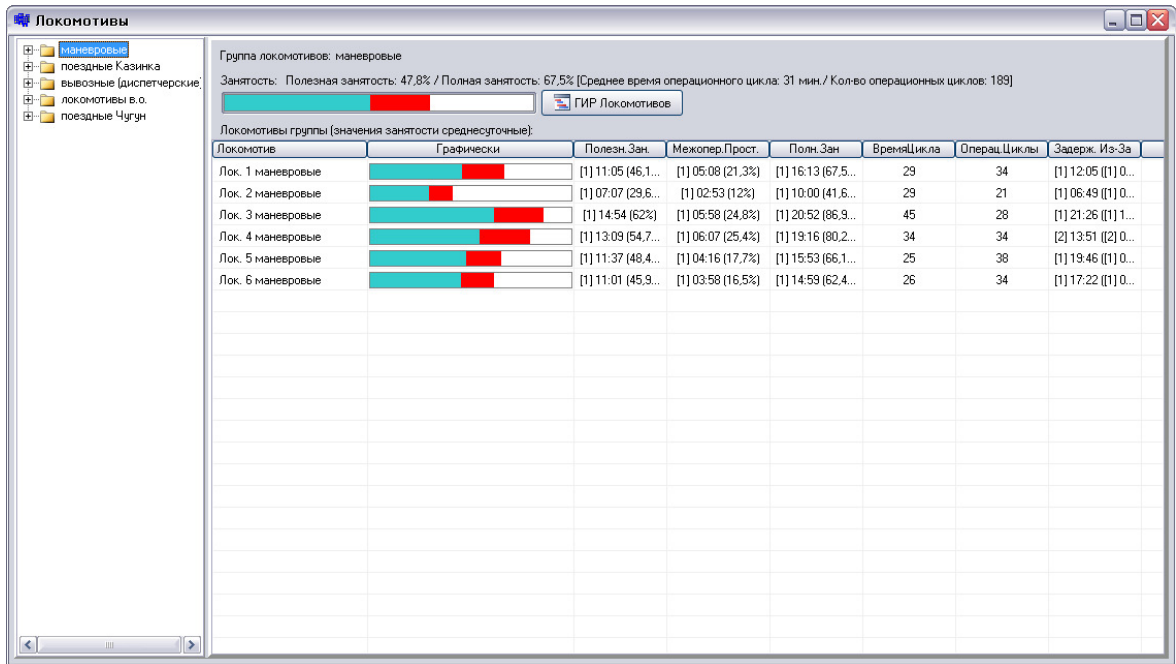 Локомотивы
маневровые
поездные Казинка
вывозные (диспетчерские)
локомотивы в.о.
поездные Чугун
Группа локомотивов: маневровые
Занятость: Полезная занятость: 47,8% / Полная занятость: 67,5% [Среднее время операционного цикла: 31 мин./ Кол-во операционных циклов: 189]
ГИР Локомотивов
Локомотивы группы (значения занятости среднесуточные):
Локомотив Графически Полезн.Зан. Межопер.Прост. Полн.Зан ВремяЦикла Операц.Циклы Задерж. Из-За
Лок. 1 маневровые [1] 11:05 (46,1... [1] 05:08 (21,3%) [1] 16:13 (67,5... 29 34 [1] 12:05 ([1] 0...
Лок. 2 маневровые [1] 07:07 (29,6... [1] 02:53 (12%) [1] 10:00 (41,6... 29 21 [1] 06:49 ([1] 0...
Лок. 3 маневровые [1] 14:54 (62%) [1] 05:58 (24,8%) [1] 20:52 (86,9... 45 28 [1] 21:26 ([1] 1...
Лок. 4 маневровые [1] 13:09 (54,7... [1] 06:07 (25,4%) [1] 19:16 (80,2... 34 34 [2] 13:51 ([2] 0...
Лок. 5 маневровые [1] 11:37 (48,4... [1] 04:16 (17,7%) [1] 15:53 (66,1... 25 38 [1] 19:46 ([1] 0...
Лок. 6 маневровые [1] 11:01 (45,9... [1] 03:58 (16,5%) [1] 14:59 (62,4... 26 34 [1] 17:22 ([1] 0...